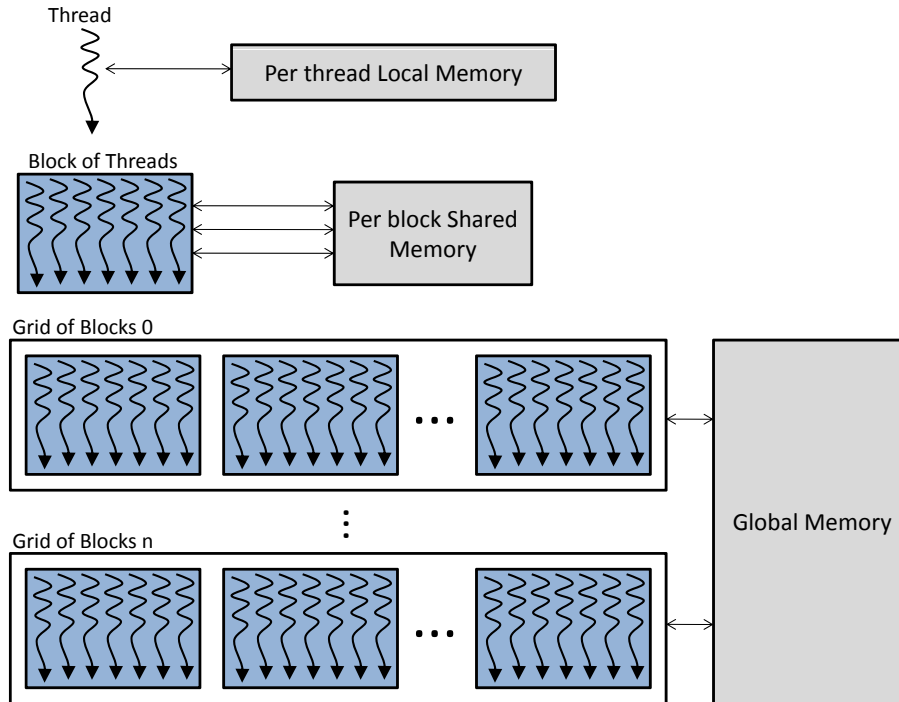 Thread
Per thread Local Memory
Block of Threads
Per block Shared
Memory
Grid of Blocks 0
...
Global Memory
Grid of Blocks n
...